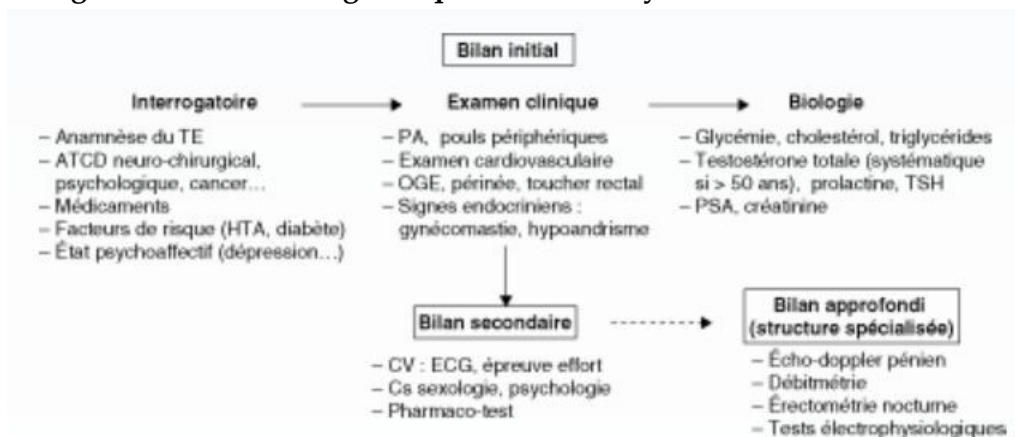 Bilan initial
Interrogatoire
Examen clinique
Biologie
– Anamnèse du TE
– ATCD neuro-chirurgical,
psychologique, cancer...
– Médicaments
– Facteurs de risque (HTA, diabète)
– État psychoaffectif (dépression...)
– PA, pouls périphériques
– Examen cardiovasculaire
– OGE, périnée, toucher rectal
– Signes endocriniens :
gynécomastie, hypoandrisme
– Glycémie, cholestérol, triglycérides
– Testostérone totale (systématique
si > 50 ans), prolactine, TSH
– PSA, créatinine
Bilan secondaire
– CV : ECG, épreuve effort
– Cs sexologie, psychologie
– Pharmaco-test
Bilan approfondi
(structure spécialisée)
– Écho-doppler pénien
– Débitmétrie
– Érectométrie nocturne
– Tests électrophysiologiques